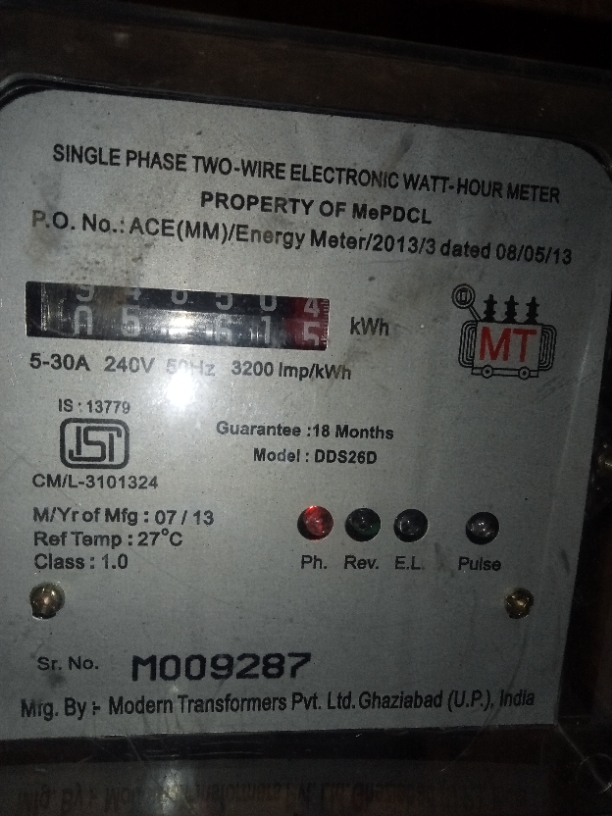 SINGLE PHASE TWO-WIRE ELECTRONIC WATT-HOUR METER
PROPERTY OF MePDCL
P.O. No.: ACE(MM)/Energy Meter/2013/3 dated 08/05/13
kWh
5-30A 240V 50Hz 3200 Imp/kWh
MT
IS : 13779
ISI
CM/L-3101324
Guarantee :18 Months
Model : DDS26D
M/Yr of Mfg : 07 / 13
Ref Temp : 27°C
Class : 1.0
Ph. Rev. E.L. Pulse
Sr. No. M009287
Mfg. By :- Modern Transformers Pvt. Ltd. Ghaziabad (U.P.), India